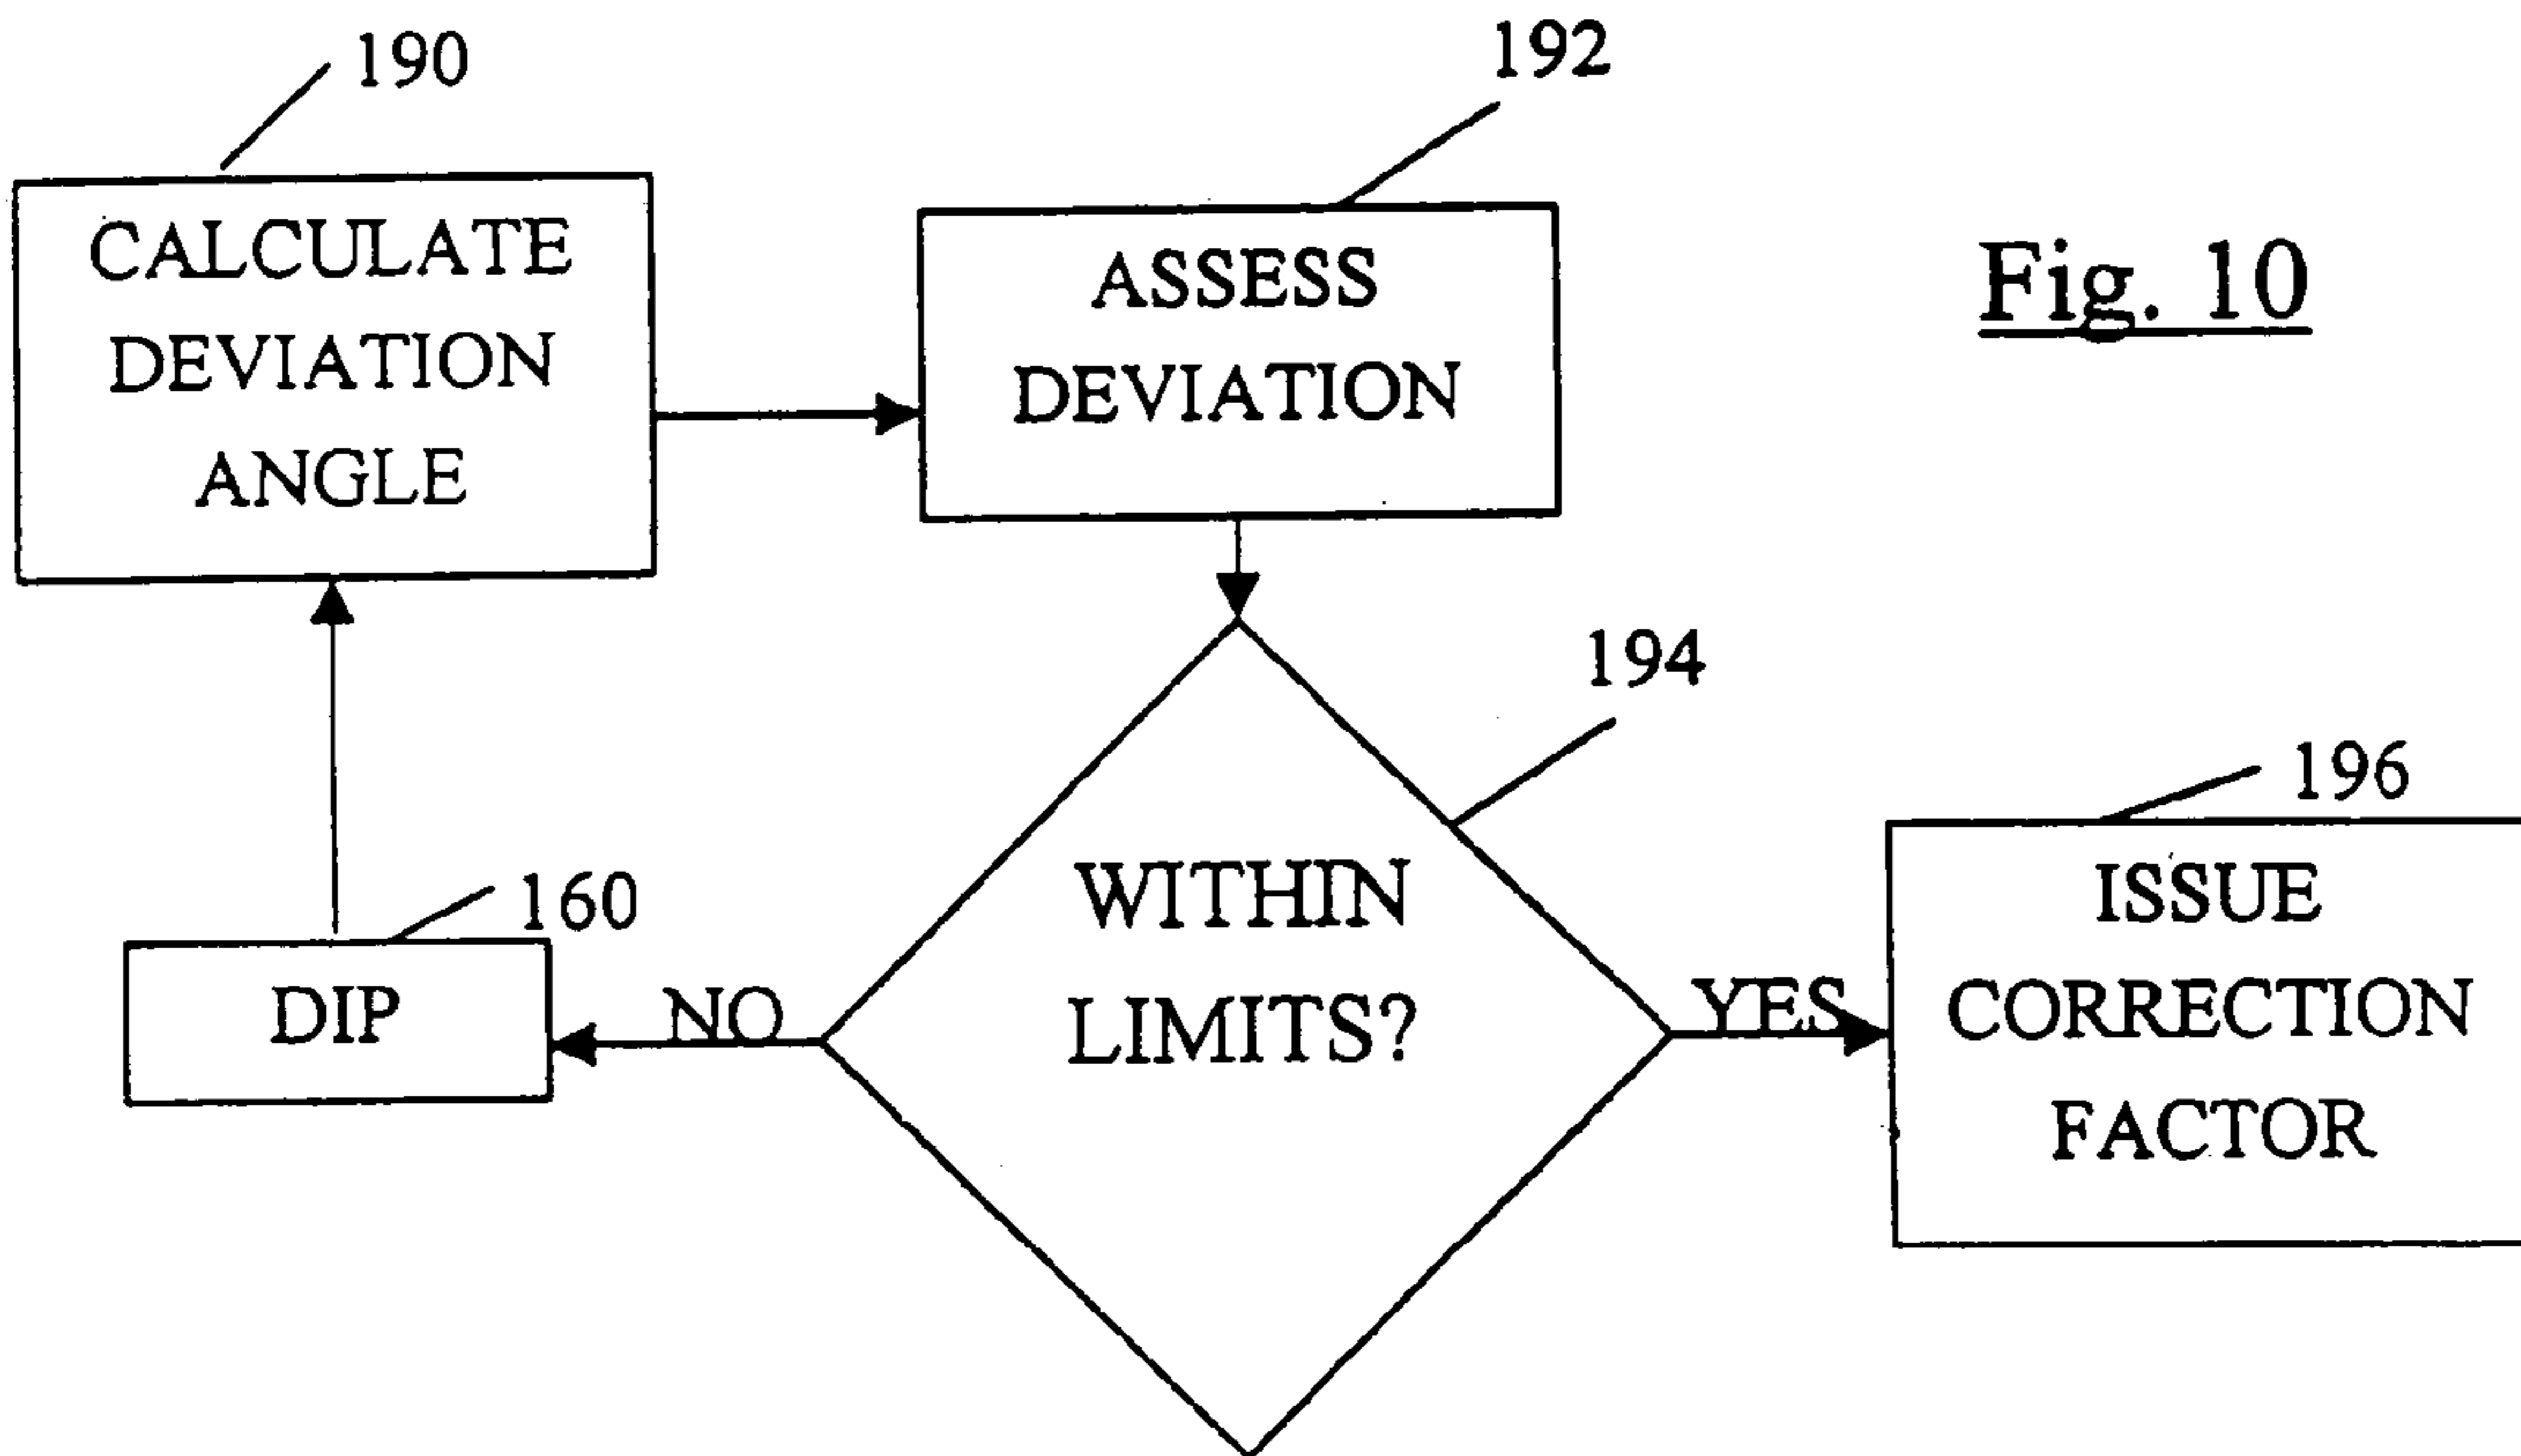 190
CALCULATE
DEVIATION
ANGLE
192
ASSESS
DEVIATION
Fig. 10
194
WITHIN
LIMITS?
196
ISSUE
CORRECTION
FACTOR
YES
NO
160
DIP